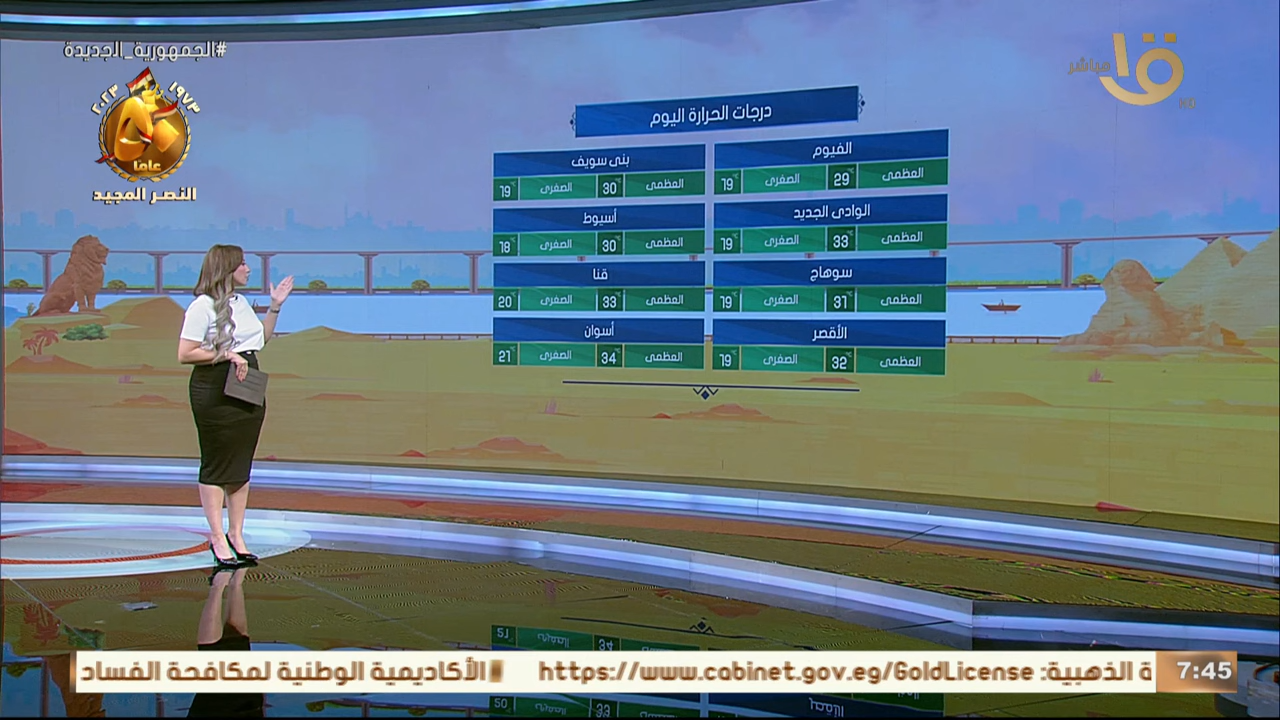 #الجمهورية_الجديدة
١٩٧٣ ٢٠٢٣
٥٠
عامًا
النصر المجيد
مباشر
درجات الحرارة اليوم
الفيوم
العظمى 29°c الصغرى 19°c
بنى سويف
العظمى 30°c الصغرى 19°c
الوادى الجديد
العظمى 33°c الصغرى 19°c
أسيوط
العظمى 30°c الصغرى 18°c
سوهاج
العظمى 31°c الصغرى 19°c
قنا
العظمى 33°c الصغرى 20°c
الأقصر
العظمى 32°c الصغرى 19°c
أسوان
العظمى 34°c الصغرى 21°c
ة الذهبية: https://www.cabinet.gov.eg/GoldLicense الأكاديمية الوطنية لمكافحة الفساد
7:45